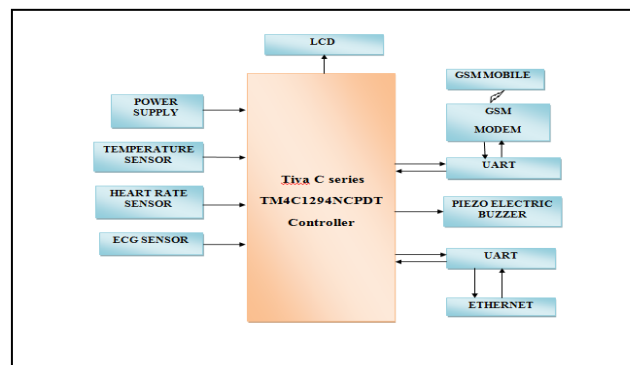 LCD
GSM MOBILE
POWER
SUPPLY
GSM
MODEM
TEMPERATURE
SENSOR
UART
Tiva C series
TM4C1294NCPDT
Controller
HEART RATE
SENSOR
PIEZO ELECTRIC
BUZZER
ECG SENSOR
UART
ETHERNET